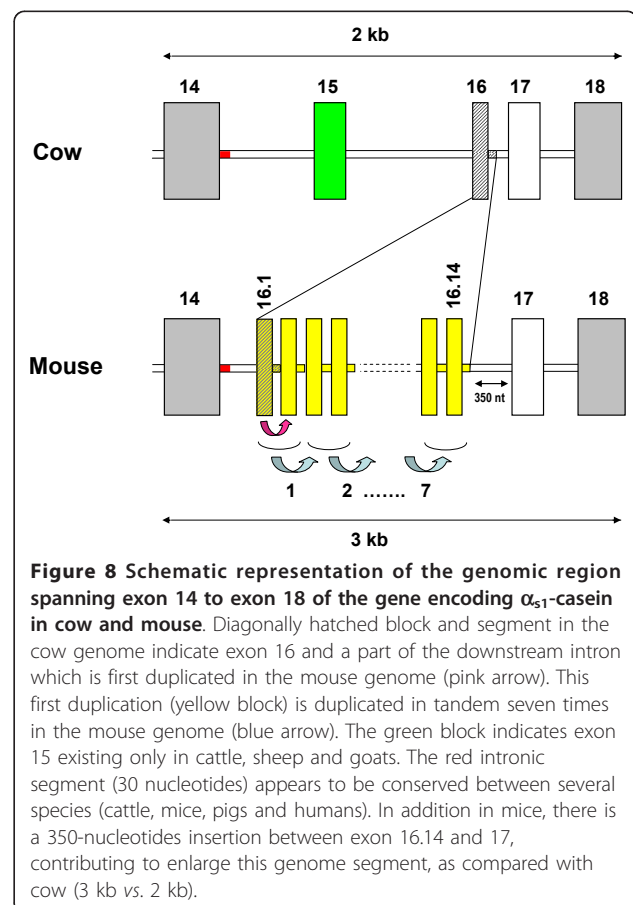 2 kb
14
15
16
17
18
Cow
14
16.1
16.14
17
18
Mouse
350 nt
1
2
.......
7
3 kb
Figure 8 Schematic representation of the genomic region
spanning exon 14 to exon 18 of the gene encoding αs1-casein
in cow and mouse. Diagonally hatched block and segment in the
cow genome indicate exon 16 and a part of the downstream intron
which is first duplicated in the mouse genome (pink arrow). This
first duplication (yellow block) is duplicated in tandem seven times
in the mouse genome (blue arrow). The green block indicates exon
15 existing only in cattle, sheep and goats. The red intronic
segment (30 nucleotides) appears to be conserved between several
species (cattle, mice, pigs and humans). In addition in mice, there is
a 350-nucleotides insertion between exon 16.14 and 17,
contributing to enlarge this genome segment, as compared with
cow (3 kb vs. 2 kb).